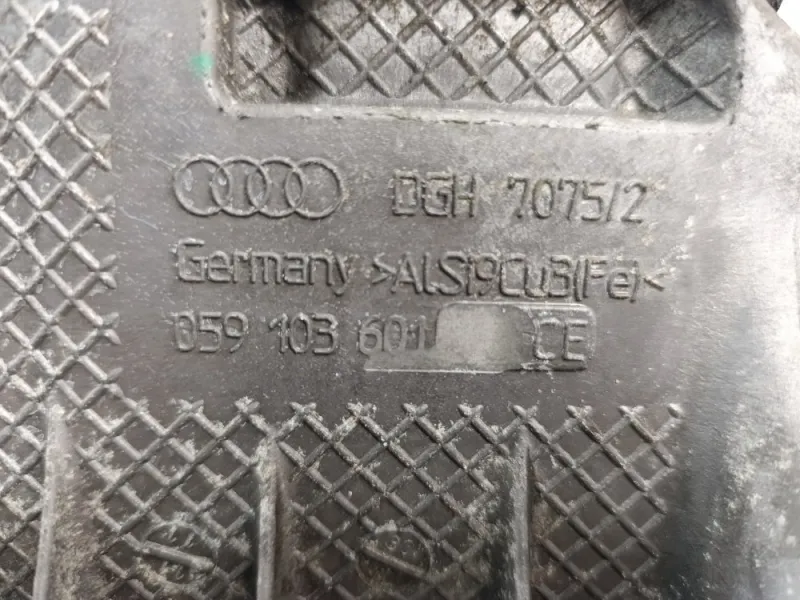 DGH 7075/2
Germany >AlSi9Cu3(Fe)<
059 103 601 CE